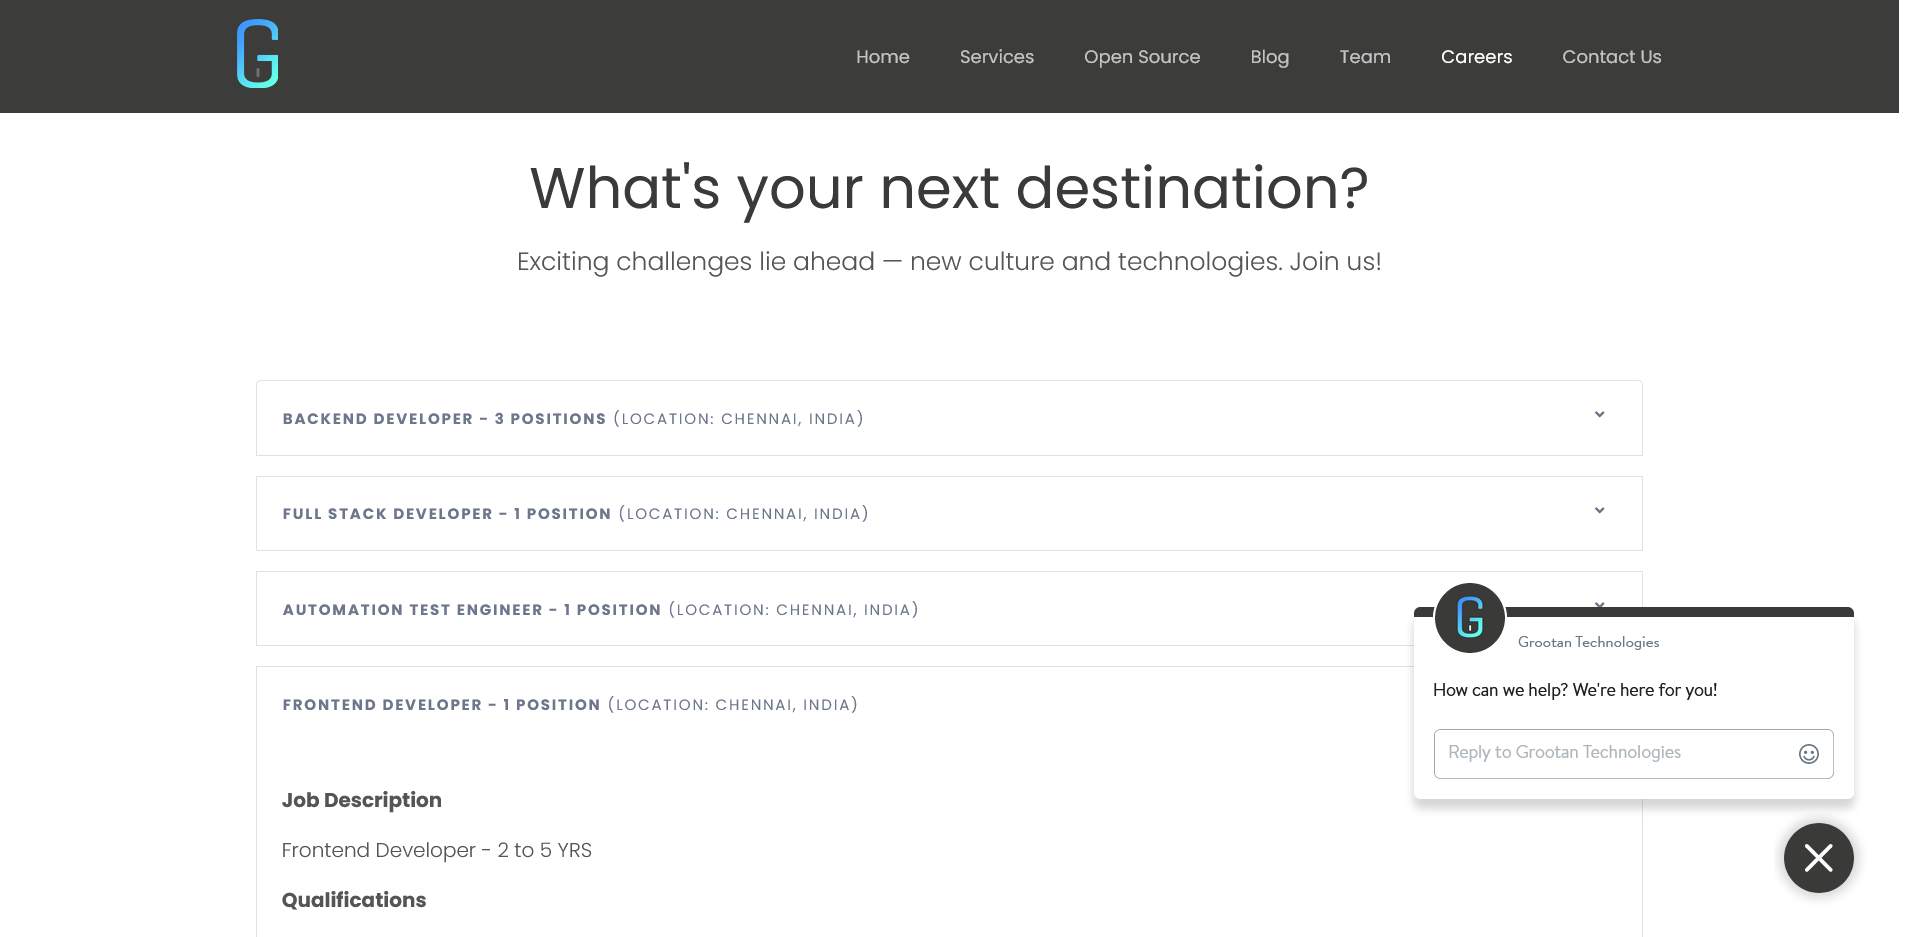 G
Home Services Open Source Blog Team Careers Contact Us
What's your next destination?
Exciting challenges lie ahead — new culture and technologies. Join us!
BACKEND DEVELOPER - 3 POSITIONS (LOCATION: CHENNAI, INDIA)
FULL STACK DEVELOPER - 1 POSITION (LOCATION: CHENNAI, INDIA)
AUTOMATION TEST ENGINEER - 1 POSITION (LOCATION: CHENNAI, INDIA)
FRONTEND DEVELOPER - 1 POSITION (LOCATION: CHENNAI, INDIA)
Job Description
Frontend Developer - 2 to 5 YRS
Qualifications
G
Grootan Technologies
How can we help? We're here for you!
Reply to Grootan Technologies